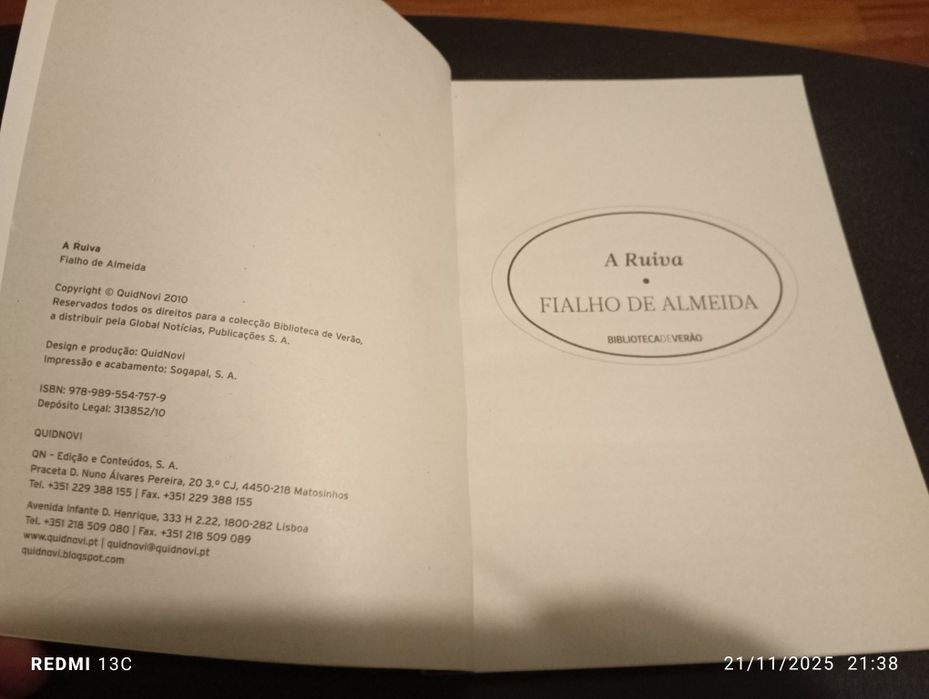 A Ruiva
Fialho de Almeida
Copyright © QuidNovi 2010
Reservados todos os direitos para a colecção Biblioteca de Verão,
a distribuir pela Global Notícias, Publicações S. A.
Design e produção: QuidNovi
Impressão e acabamento: Sogapal, S. A.
ISBN: 978-989-554-757-9
Depósito Legal: 313852/10
QUIDNOVI
QN - Edição e Conteúdos, S. A.
Praceta D. Nuno Álvares Pereira, 20 3.º CJ, 4450-218 Matosinhos
Tel. +351 229 388 155 | Fax. +351 229 388 155
Avenida Infante D. Henrique, 333 H 2.22, 1800-282 Lisboa
Tel. +351 218 509 080 | Fax. +351 218 509 089
www.quidnovi.pt | quidnovi@quidnovi.pt
quidnovi.blogspot.com
A Ruiva
•
FIALHO DE ALMEIDA
BIBLIOTECADEVERÃO
REDMI 13C
21/11/2025 21:38